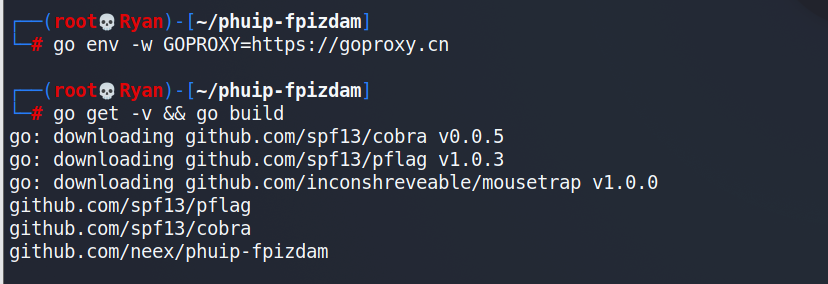 ┌──(root💀Ryan)-[~/phuip-fpizdam]
└─# go env -w GOPROXY=https://goproxy.cn
┌──(root💀Ryan)-[~/phuip-fpizdam]
└─# go get -v && go build
go: downloading github.com/spf13/cobra v0.0.5
go: downloading github.com/spf13/pflag v1.0.3
go: downloading github.com/inconshreveable/mousetrap v1.0.0
github.com/spf13/pflag
github.com/spf13/cobra
github.com/neex/phuip-fpizdam